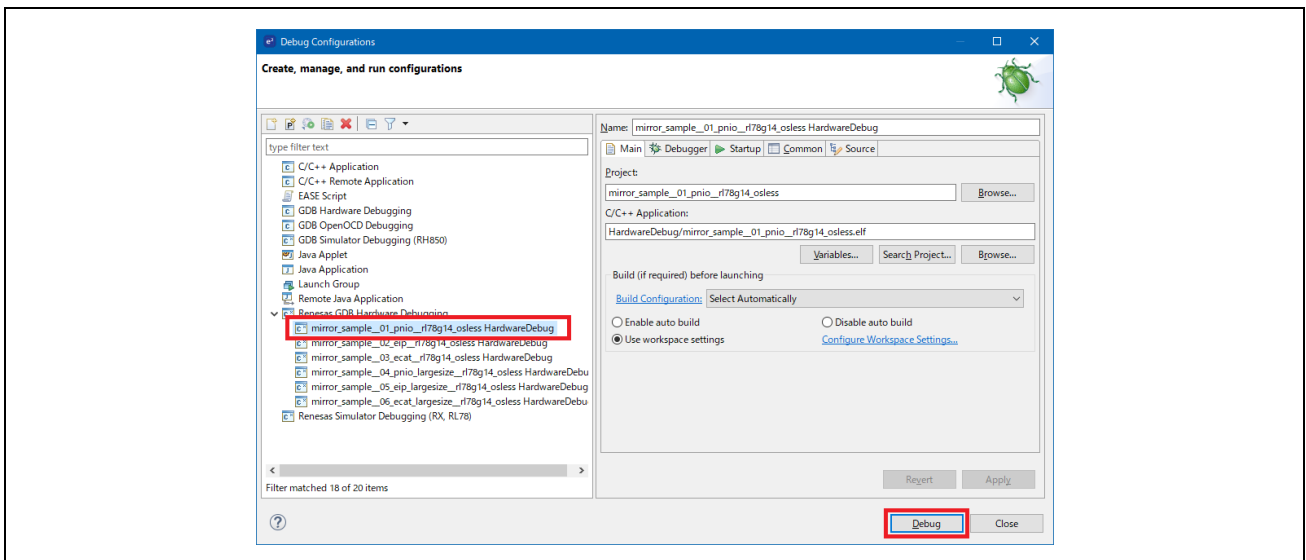 Debug Configurations
Create, manage, and run configurations
type filter text
C/C++ Application
C/C++ Remote Application
EASE Script
GDB Hardware Debugging
GDB OpenOCD Debugging
GDB Simulator Debugging (RH850)
Java Applet
Java Application
Launch Group
Remote Java Application
Renesas GDB Hardware Debugging
mirror_sample__01_pnio__rl78g14_osless HardwareDebug
mirror_sample__02_eip__rl78g14_osless HardwareDebug
mirror_sample__03_ecat__rl78g14_osless HardwareDebug
mirror_sample__04_pnio_largesize__rl78g14_osless HardwareDebu
mirror_sample__05_eip_largesize__rl78g14_osless HardwareDebug
mirror_sample__06_ecat_largesize__rl78g14_osless HardwareDebu
Renesas Simulator Debugging (RX, RL78)
Filter matched 18 of 20 items
Name: mirror_sample__01_pnio__rl78g14_osless HardwareDebug
Main Debugger Startup Common Source
Project:
mirror_sample__01_pnio__rl78g14_osless Browse...
C/C++ Application:
HardwareDebug/mirror_sample__01_pnio__rl78g14_osless.elf
Variables... Search Project... Browse...
Build (if required) before launching
Build Configuration: Select Automatically
Enable auto build Disable auto build
Use workspace settings Configure Workspace Settings...
Revert Apply
Debug Close